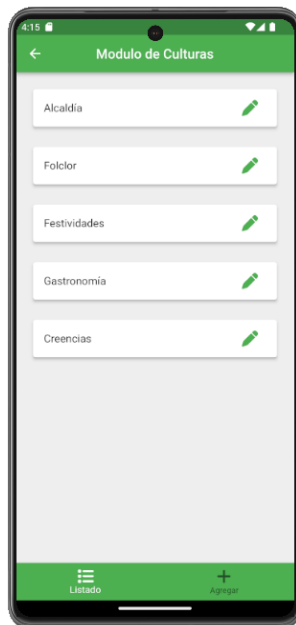 4:15
Modulo de Culturas
Alcaldía
Folclor
Festividades
Gastronomía
Creencias
Listado
Agregar